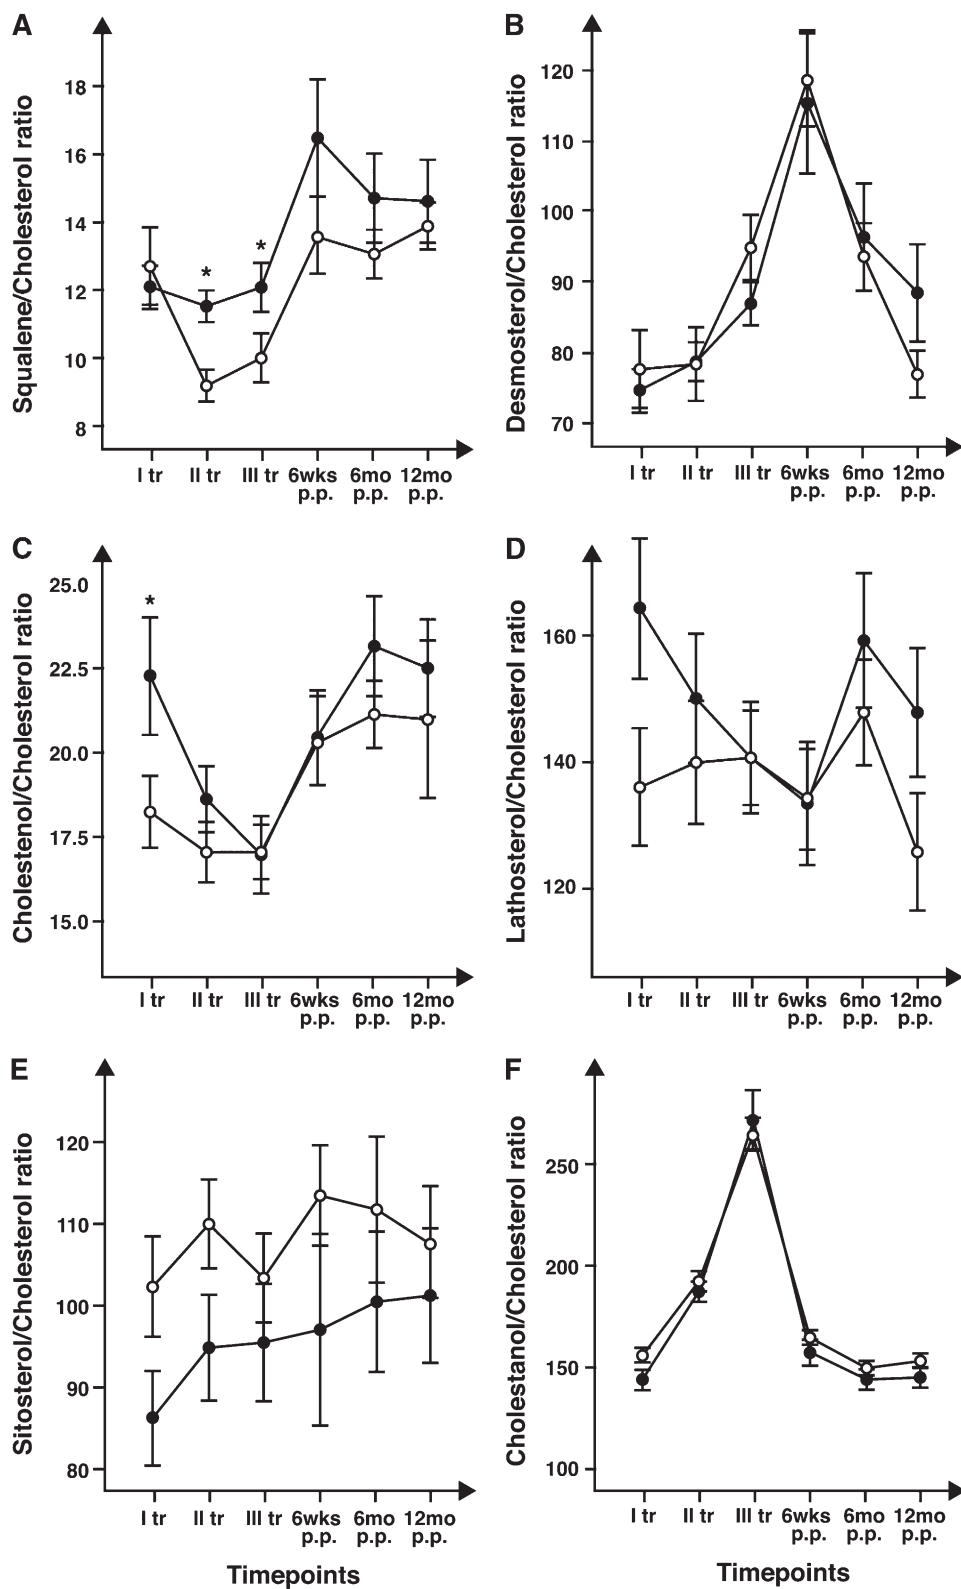 A
Squalene/Cholesterol ratio
18
16
14
12
10
8
*
*
I tr II tr III tr 6wks 6mo 12mo
p.p. p.p. p.p.
B
Desmosterol/Cholesterol ratio
120
110
100
90
80
70
I tr II tr III tr 6wks 6mo 12mo
p.p. p.p. p.p.
C
Cholestenol/Cholesterol ratio
25.0
22.5
20.0
17.5
15.0
*
I tr II tr III tr 6wks 6mo 12mo
p.p. p.p. p.p.
D
Lathosterol/Cholesterol ratio
160
140
120
I tr II tr III tr 6wks 6mo 12mo
p.p. p.p. p.p.
E
Sitosterol/Cholesterol ratio
120
110
100
90
80
I tr II tr III tr 6wks 6mo 12mo
p.p. p.p. p.p.
Timepoints
F
Cholestanol/Cholesterol ratio
250
200
150
100
I tr II tr III tr 6wks 6mo 12mo
p.p. p.p. p.p.
Timepoints